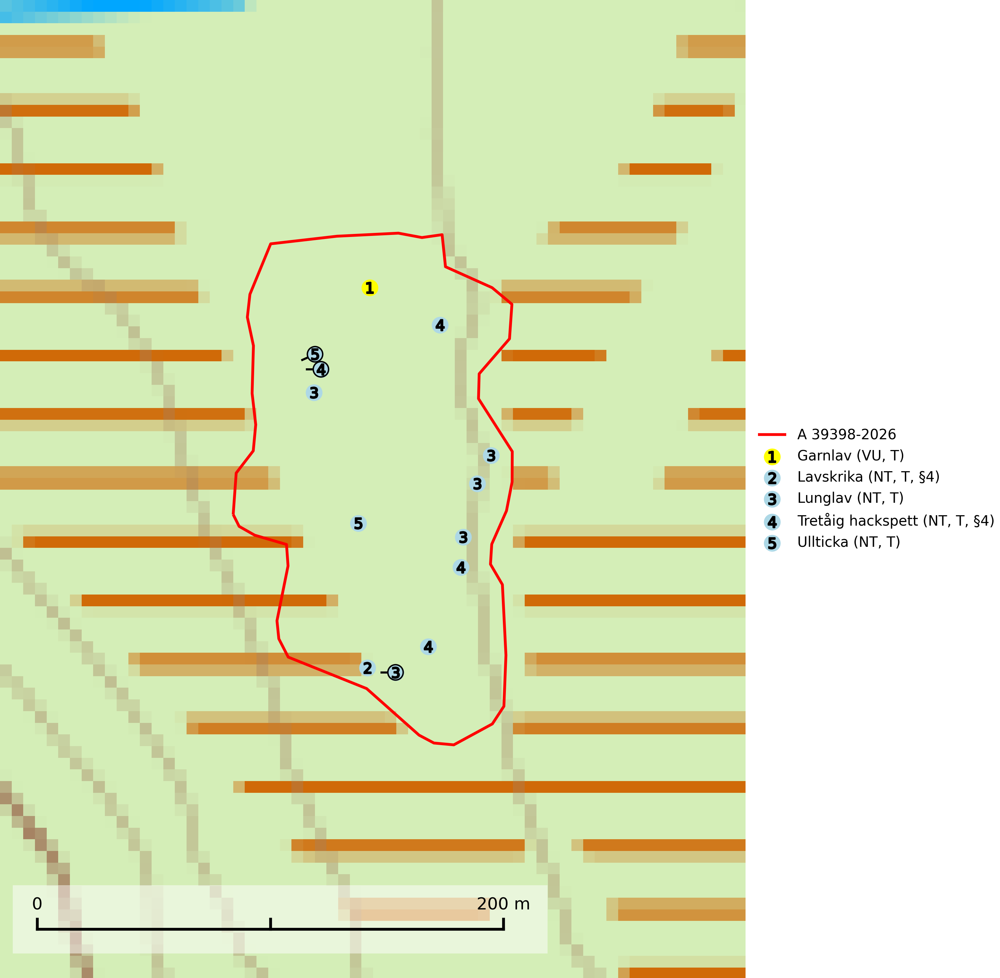 1
4
5
4
3
3
3
5
3
4
4
2
3
0
200 m
A 39398-2026
1 Garnlav (VU, T)
2 Lavskrika (NT, T, §4)
3 Lunglav (NT, T)
4 Tretåig hackspett (NT, T, §4)
5 Ullticka (NT, T)